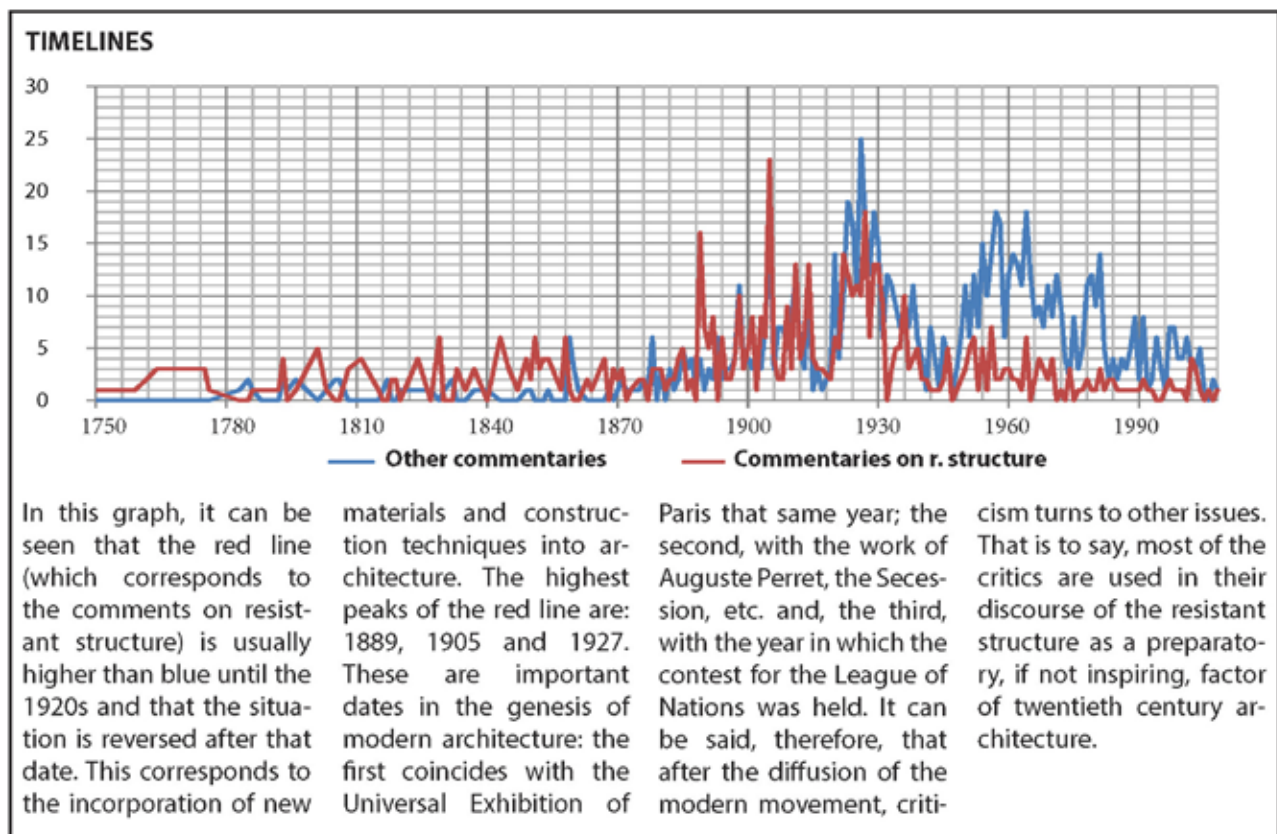 TIMELINES
30
25
20
15
10
5
0
1750 1780 1810 1840 1870 1900 1930 1960 1990
Other commentaries Commentaries on r. structure
In this graph, it can be
seen that the red line
(which corresponds to
the comments on resist-
ant structure) is usually
higher than blue until the
1920s and that the situa-
tion is reversed after that
date. This corresponds to
the incorporation of new
materials and construc-
tion techniques into ar-
chitecture. The highest
peaks of the red line are:
1889, 1905 and 1927.
These are important
dates in the genesis of
modern architecture: the
first coincides with the
Universal Exhibition of
Paris that same year; the
second, with the work of
Auguste Perret, the Seces-
sion, etc. and, the third,
with the year in which the
contest for the League of
Nations was held. It can
be said, therefore, that
after the diffusion of the
modern movement, criti-
cism turns to other issues.
That is to say, most of the
critics are used in their
discourse of the resistant
structure as a preparato-
ry, if not inspiring, factor
of twentieth century ar-
chitecture.